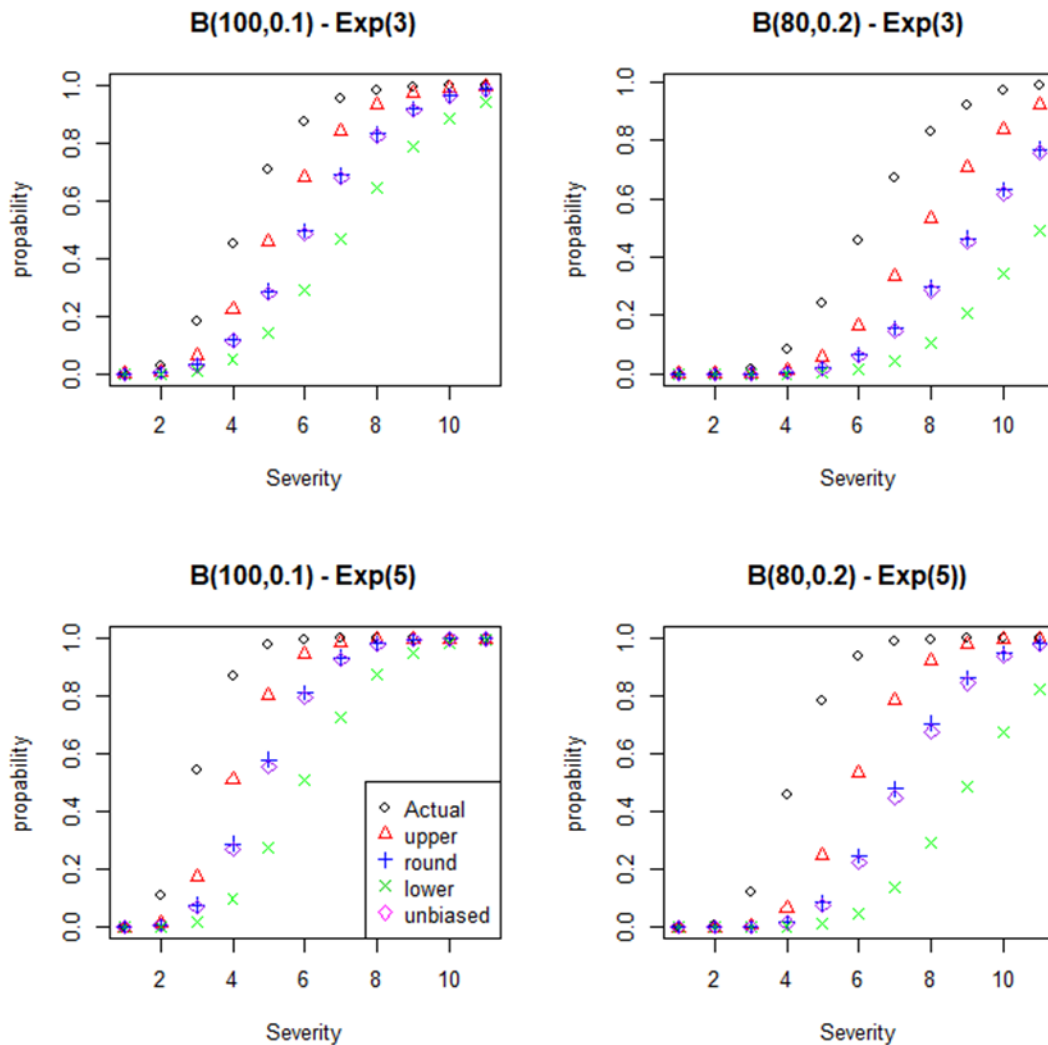 B(100,0.1) - Exp(3)
propability
0.0 0.2 0.4 0.6 0.8 1.0
2 4 6 8 10
Severity
B(80,0.2) - Exp(3)
propability
0.0 0.2 0.4 0.6 0.8 1.0
2 4 6 8 10
Severity
B(100,0.1) - Exp(5)
propability
0.0 0.2 0.4 0.6 0.8 1.0
2 4 6 8 10
Severity
Actual
upper
round
lower
unbiased
B(80,0.2) - Exp(5))
propability
0.0 0.2 0.4 0.6 0.8 1.0
2 4 6 8 10
Severity